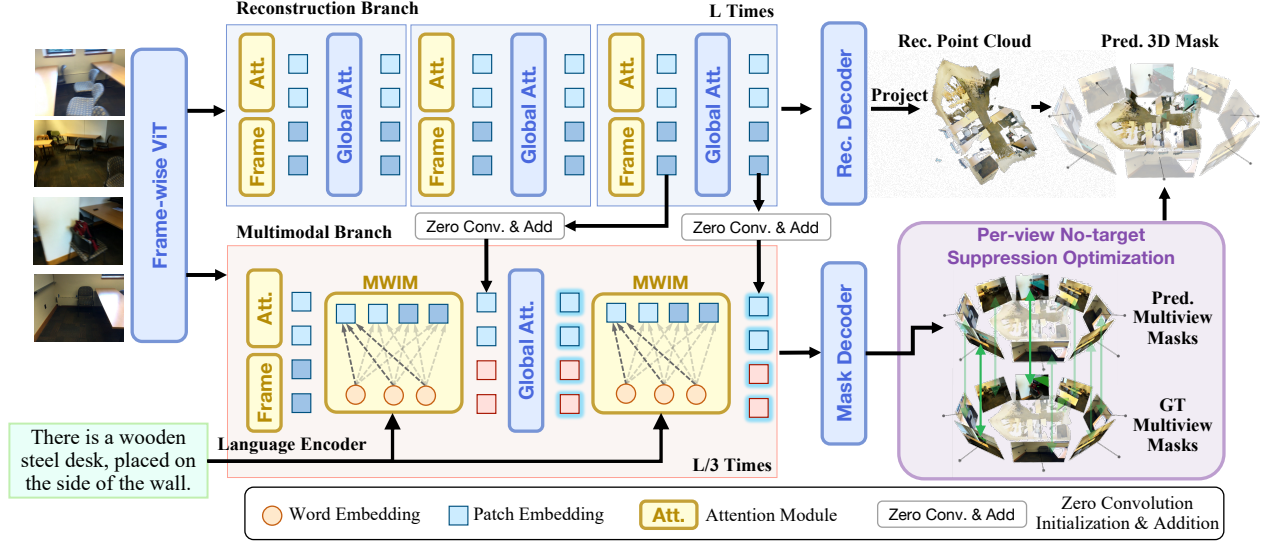 Reconstruction Branch
L Times
Frame-wise ViT
Frame Att.
Global Att.
Frame Att.
Global Att.
Frame Att.
Global Att.
Rec. Decoder
Project
Rec. Point Cloud
Pred. 3D Mask
Zero Conv. & Add
Zero Conv. & Add
Multimodal Branch
Frame Att.
MWIM
Global Att.
MWIM
Mask Decoder
Per-view No-target
Suppression Optimization
Pred.
Multiview
Masks
GT
Multiview
Masks
There is a wooden
steel desk, placed on
the side of the wall.
Language Encoder
L/3 Times
Word Embedding
Patch Embedding
Att.
Attention Module
Zero Conv. & Add
Zero Convolution
Initialization & Addition